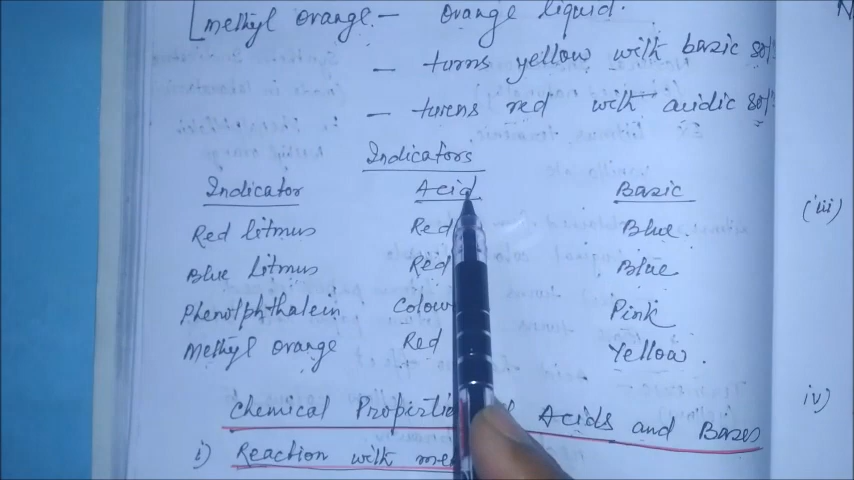 methyl orange. — Orange liquid.
— turns yellow with basic sol
— turens red with acidic sol
Indicators
Indicator Acid Basic
Red litmus Red Blue.
Blue litmus Red Blue
Phenolphthalein Pink
Methyl orange Red Yellow.
Chemical Acids and Bases
i) Reaction with
(iii)
iv)
N